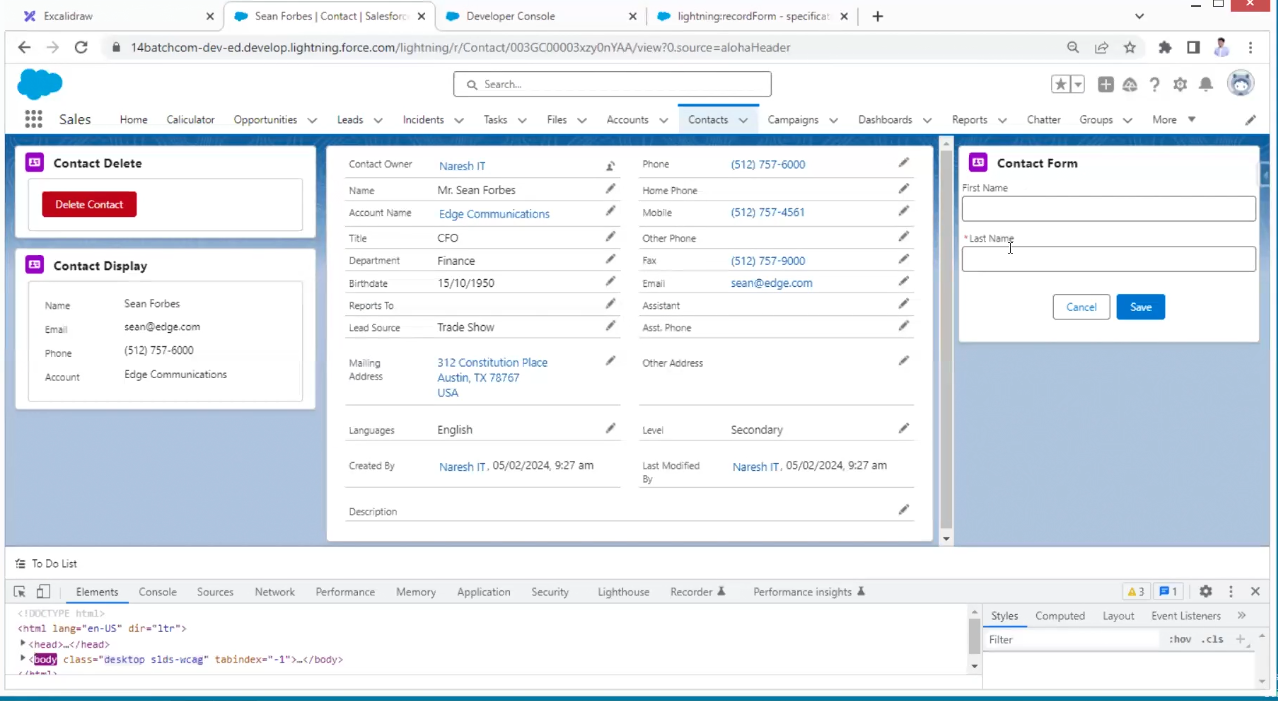 Excalidraw
Sean Forbes | Contact | Salesforc
Developer Console
lightning:recordForm - specificat
14batchcom-dev-ed.develop.lightning.force.com/lightning/r/Contact/003GC00003xzy0nYAA/view?0.source=alohaHeader
Search...
Sales
Home
Calculator
Opportunities
Leads
Incidents
Tasks
Files
Accounts
Contacts
Campaigns
Dashboards
Reports
Chatter
Groups
More
Contact Delete
Delete Contact
Contact Display
Name Sean Forbes
Email sean@edge.com
Phone (512) 757-6000
Account Edge Communications
Contact Owner Naresh IT
Name Mr. Sean Forbes
Account Name Edge Communications
Title CFO
Department Finance
Birthdate 15/10/1950
Reports To
Lead Source Trade Show
Mailing Address 312 Constitution Place
Austin, TX 78767
USA
Languages English
Created By Naresh IT, 05/02/2024, 9:27 am
Description
Phone (512) 757-6000
Home Phone
Mobile (512) 757-4561
Other Phone
Fax (512) 757-9000
Email sean@edge.com
Assistant
Asst. Phone
Other Address
Level Secondary
Last Modified By Naresh IT, 05/02/2024, 9:27 am
Contact Form
First Name
*Last Name
Cancel
Save
To Do List
Elements
Console
Sources
Network
Performance
Memory
Application
Security
Lighthouse
Recorder
Performance insights
3
1
<!DOCTYPE html>
<html lang="en-US" dir="ltr">
<head>…</head>
<body class="desktop slds-wcag" tabindex="-1">…</body>
</html>
Styles
Computed
Layout
Event Listeners
Filter
:hov .cls